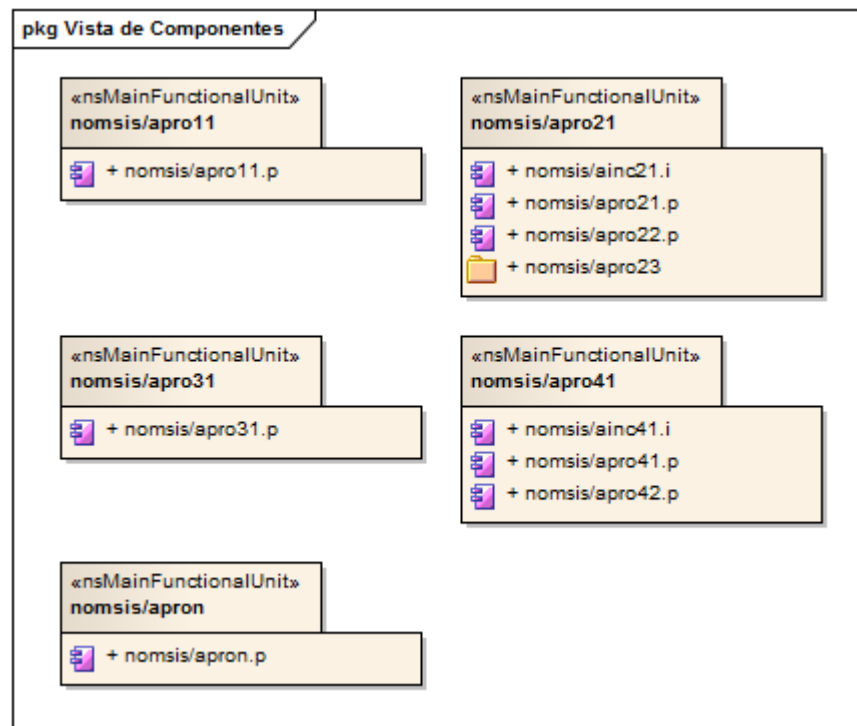 pkg Vista de Componentes
«nsMainFunctionalUnit»
nomsis/apro11
+ nomsis/apro11.p
«nsMainFunctionalUnit»
nomsis/apro21
+ nomsis/ainc21.i
+ nomsis/apro21.p
+ nomsis/apro22.p
+ nomsis/apro23
«nsMainFunctionalUnit»
nomsis/apro31
+ nomsis/apro31.p
«nsMainFunctionalUnit»
nomsis/apro41
+ nomsis/ainc41.i
+ nomsis/apro41.p
+ nomsis/apro42.p
«nsMainFunctionalUnit»
nomsis/apron
+ nomsis/apron.p